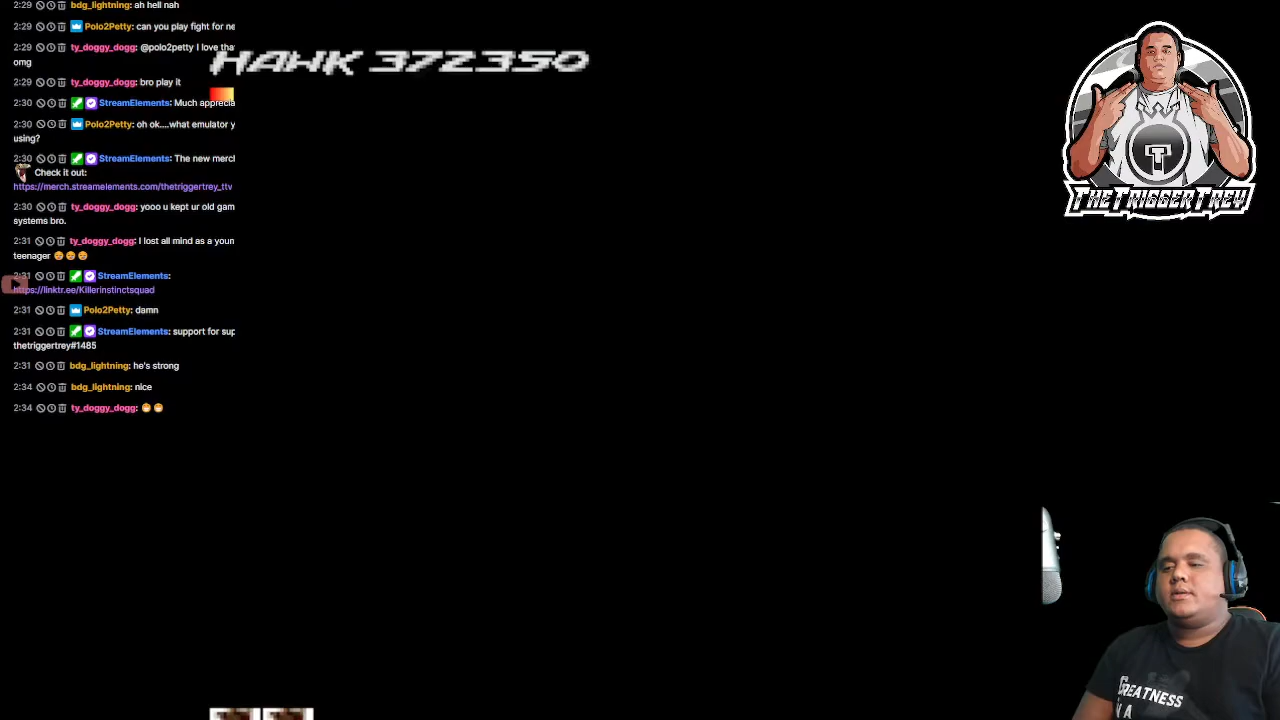 2:29 bdg_lightning: ah hell nah
2:29 Polo2Petty: can you play fight for ne
2:29 ty_doggy_dogg: @polo2petty I love tha
omg
2:29 ty_doggy_dogg: bro play it
2:30 StreamElements: Much apprecia
2:30 Polo2Petty: oh ok....what emulator y
using?
2:30 StreamElements: The new merch
Check it out:
https://merch.streamelements.com/thetriggertrey_ttv
2:30 ty_doggy_dogg: yooo u kept ur old gam
systems bro.
2:31 ty_doggy_dogg: I lost all mind as a youn
teenager
2:31 StreamElements:
https://linktr.ee/Killerinstinctsquad
2:31 Polo2Petty: damn
2:31 StreamElements: support for sup
thetriggertrey#1485
2:31 bdg_lightning: he's strong
2:34 bdg_lightning: nice
2:34 ty_doggy_dogg:
HAWK 372350
T
THETRIGGERTREY
GREATNESS